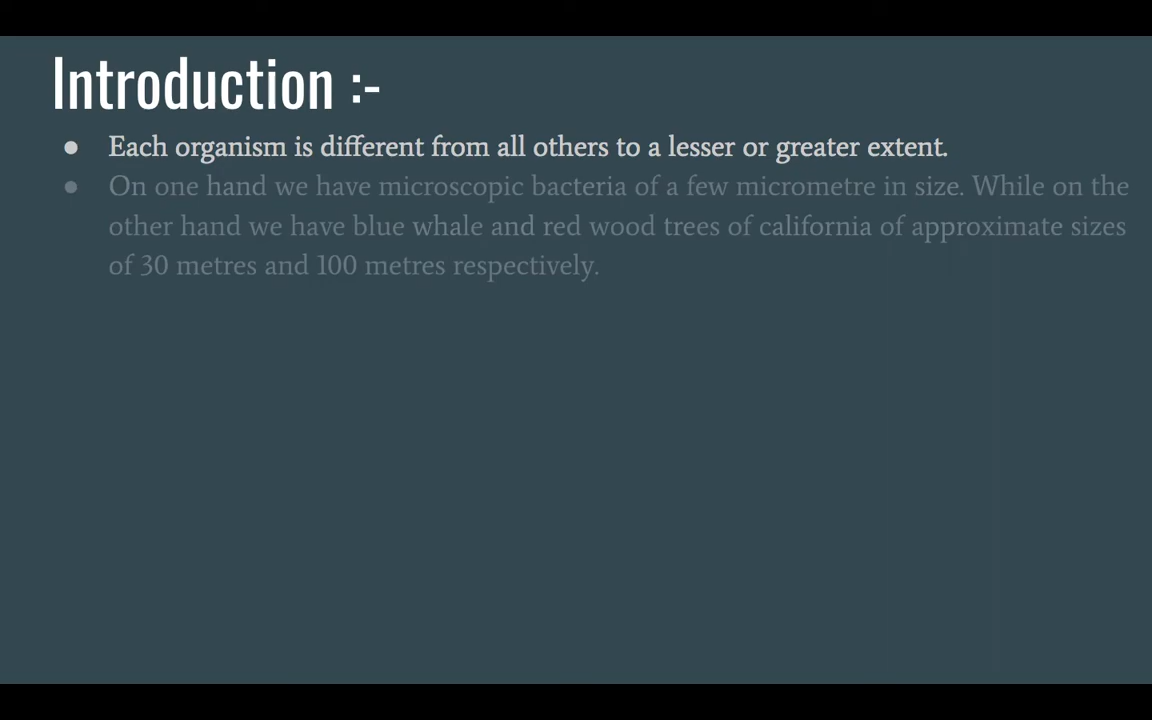 Introduction :-
● Each organism is different from all others to a lesser or greater extent.
● On one hand we have microscopic bacteria of a few micrometre in size. While on the
other hand we have blue whale and red wood trees of california of approximate sizes
of 30 metres and 100 metres respectively.